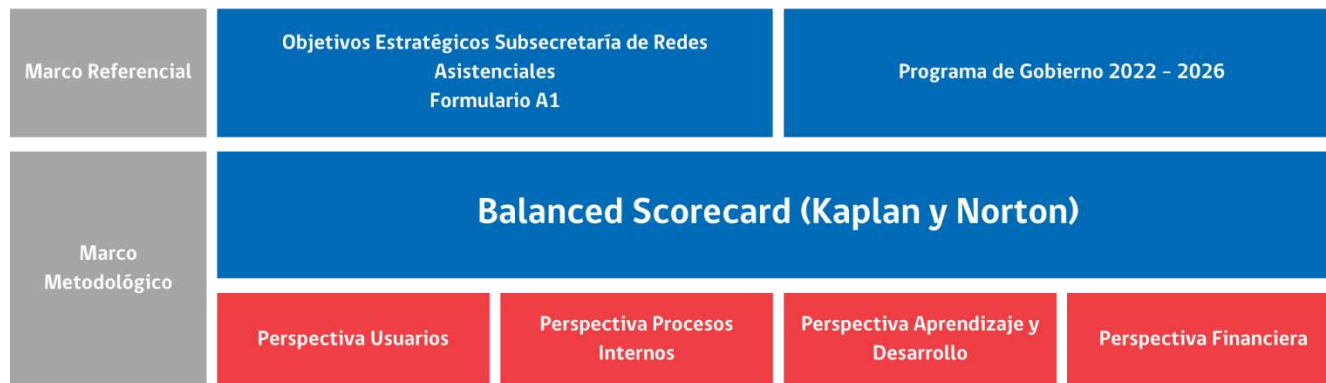 Marco Referencial
Objetivos Estratégicos Subsecretaría de Redes
Asistenciales
Formulario A1
Programa de Gobierno 2022 – 2026
Marco
Metodológico
Balanced Scorecard (Kaplan y Norton)
Perspectiva Usuarios
Perspectiva Procesos
Internos
Perspectiva Aprendizaje y
Desarrollo
Perspectiva Financiera